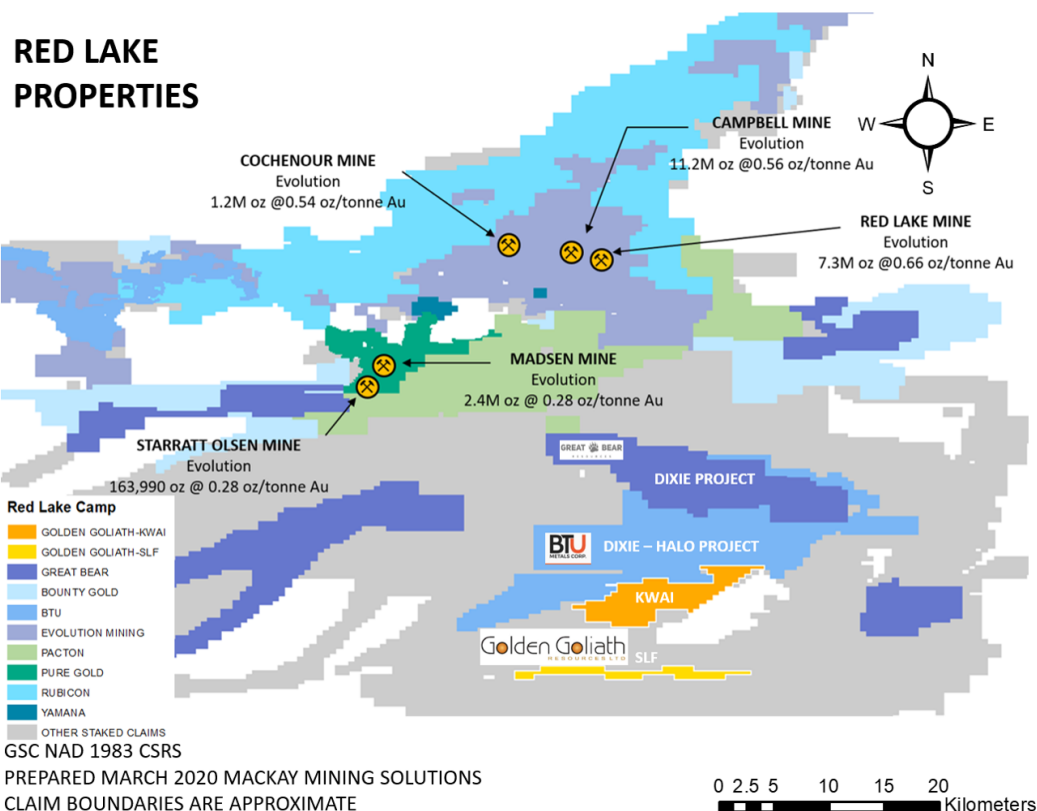 RED LAKE
PROPERTIES
N
W
E
S
CAMPBELL MINE
Evolution
11.2M oz @0.56 oz/tonne Au
COCHENOUR MINE
Evolution
1.2M oz @0.54 oz/tonne Au
RED LAKE MINE
Evolution
7.3M oz @0.66 oz/tonne Au
MADSEN MINE
Evolution
2.4M oz @ 0.28 oz/tonne Au
STARRATT OLSEN MINE
Evolution
163,990 oz @ 0.28 oz/tonne Au
GREAT BEAR
RESOURCES
DIXIE PROJECT
BTU
METALS CORP.
DIXIE – HALO PROJECT
KWAI
Golden Goliath
RESOURCES LTD
SLF
Red Lake Camp
GOLDEN GOLIATH-KWAI
GOLDEN GOLIATH-SLF
GREAT BEAR
BOUNTY GOLD
BTU
EVOLUTION MINING
PACTON
PURE GOLD
RUBICON
YAMANA
OTHER STAKED CLAIMS
GSC NAD 1983 CSRS
PREPARED MARCH 2020 MACKAY MINING SOLUTIONS
CLAIM BOUNDARIES ARE APPROXIMATE
0 2.5 5 10 15 20
Kilometers